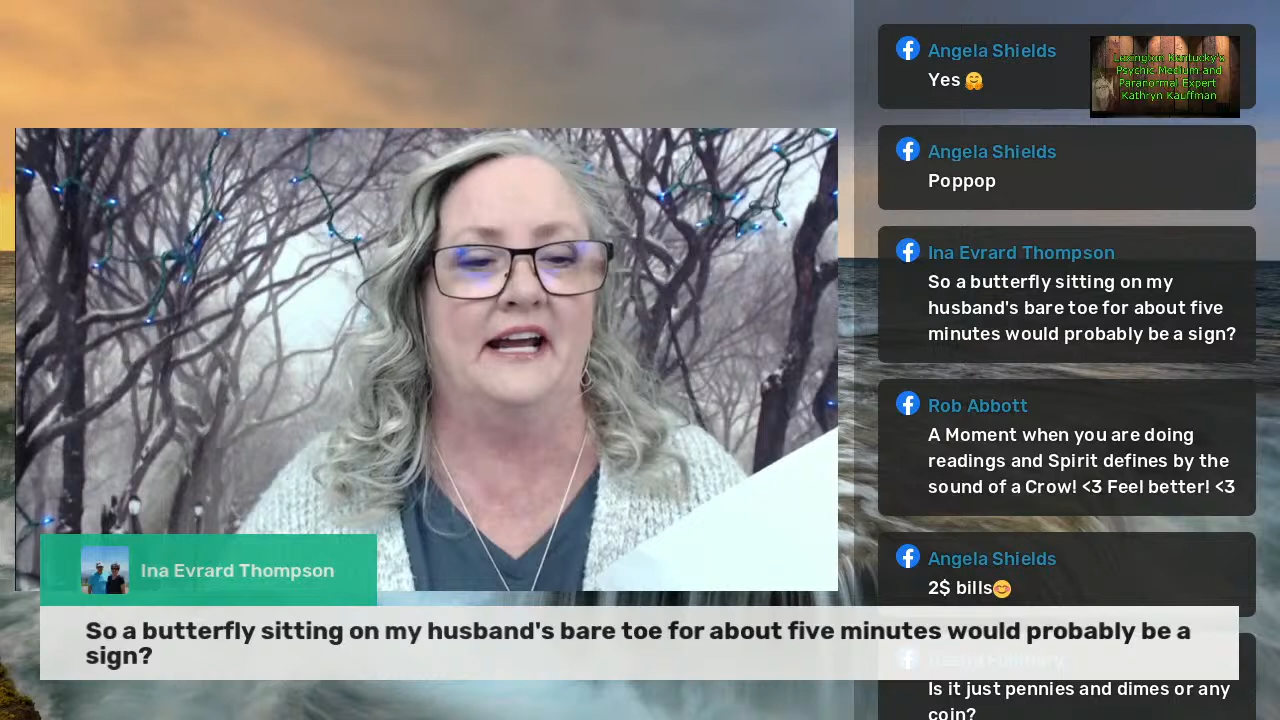 Angela Shields
Yes 🤗
Lexington Kentucky's
Psychic Medium and
Paranormal Expert
Kathryn Kauffman
Angela Shields
Poppop
Ina Evrard Thompson
So a butterfly sitting on my
husband's bare toe for about five
minutes would probably be a sign?
Rob Abbott
A Moment when you are doing
readings and Spirit defines by the
sound of a Crow! <3 Feel better! <3
Angela Shields
2$ bills😊
Is it just pennies and dimes or any
coin?
Ina Evrard Thompson
So a butterfly sitting on my husband's bare toe for about five minutes would probably be a
sign?